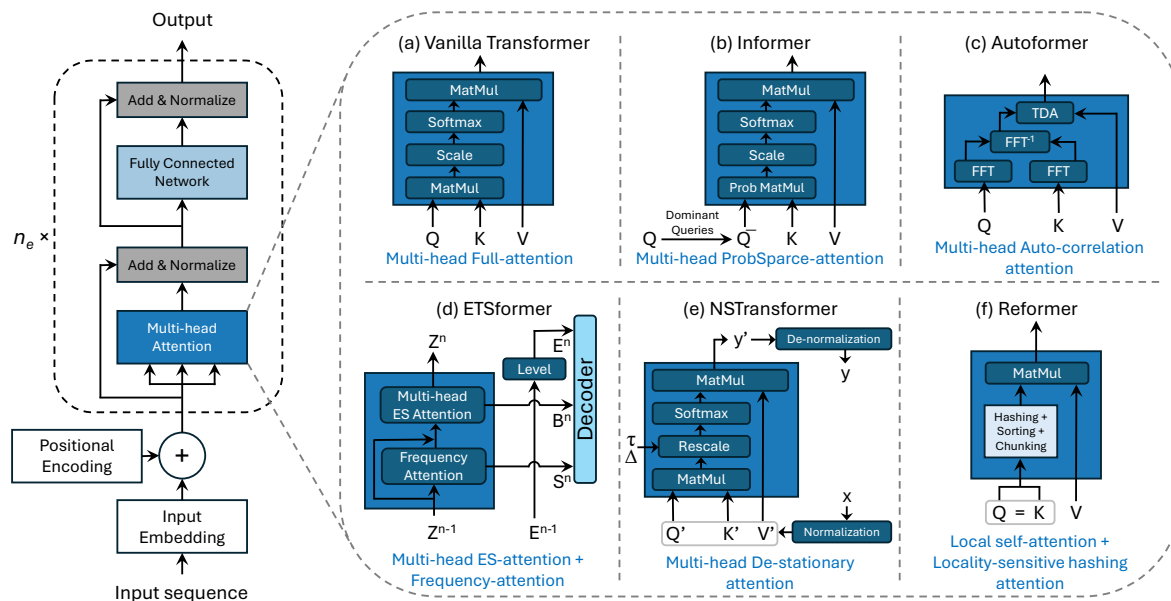 Output
Add & Normalize
Fully Connected
Network
nₑ ×
Add & Normalize
Multi-head
Attention
Positional
Encoding
+
Input
Embedding
Input sequence
(a) Vanilla Transformer
MatMul
Softmax
Scale
MatMul
Q K V
Multi-head Full-attention
(b) Informer
MatMul
Softmax
Scale
Prob MatMul
Dominant
Queries
Q Q̅ K V
Multi-head ProbSparce-attention
(c) Autoformer
TDA
FFT⁻¹
FFT FFT
Q K V
Multi-head Auto-correlation
attention
(d) ETSformer
Zⁿ
Eⁿ
Level
Multi-head
ES Attention
Bⁿ
Decoder
Frequency
Attention
Sⁿ
Zⁿ⁻¹ Eⁿ⁻¹
Multi-head ES-attention +
Frequency-attention
(e) NSTransformer
y’ De-normalization
y
MatMul
Softmax
τ
Δ
Rescale
MatMul
x
Q’ K’ V’ Normalization
Multi-head De-stationary
attention
(f) Reformer
MatMul
Hashing +
Sorting +
Chunking
Q = K V
Local self-attention +
Locality-sensitive hashing
attention